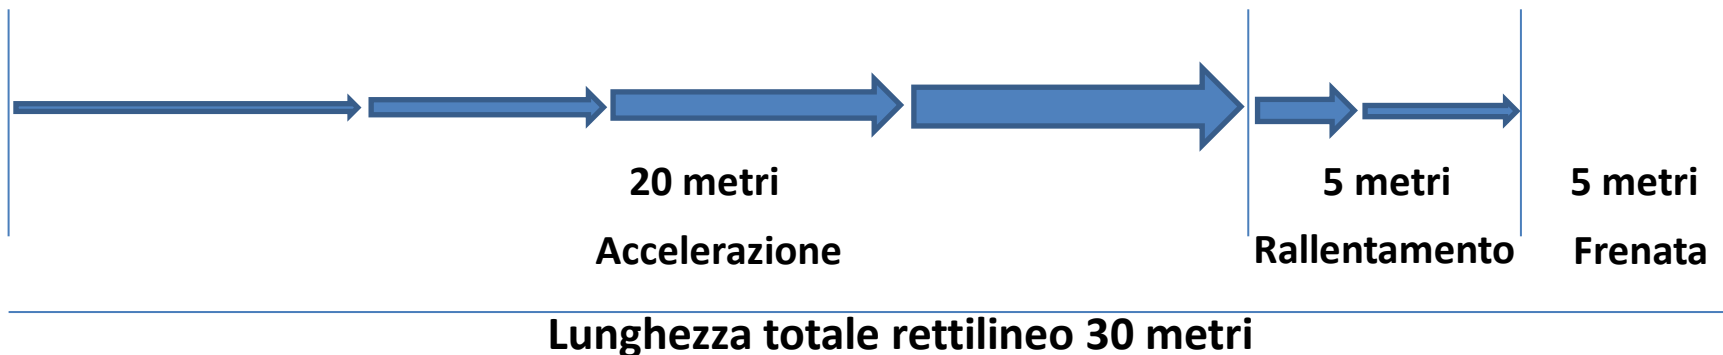 20 metri
5 metri
5 metri
Accelerazione
Rallentamento
Frenata
Lunghezza totale rettilineo 30 metri